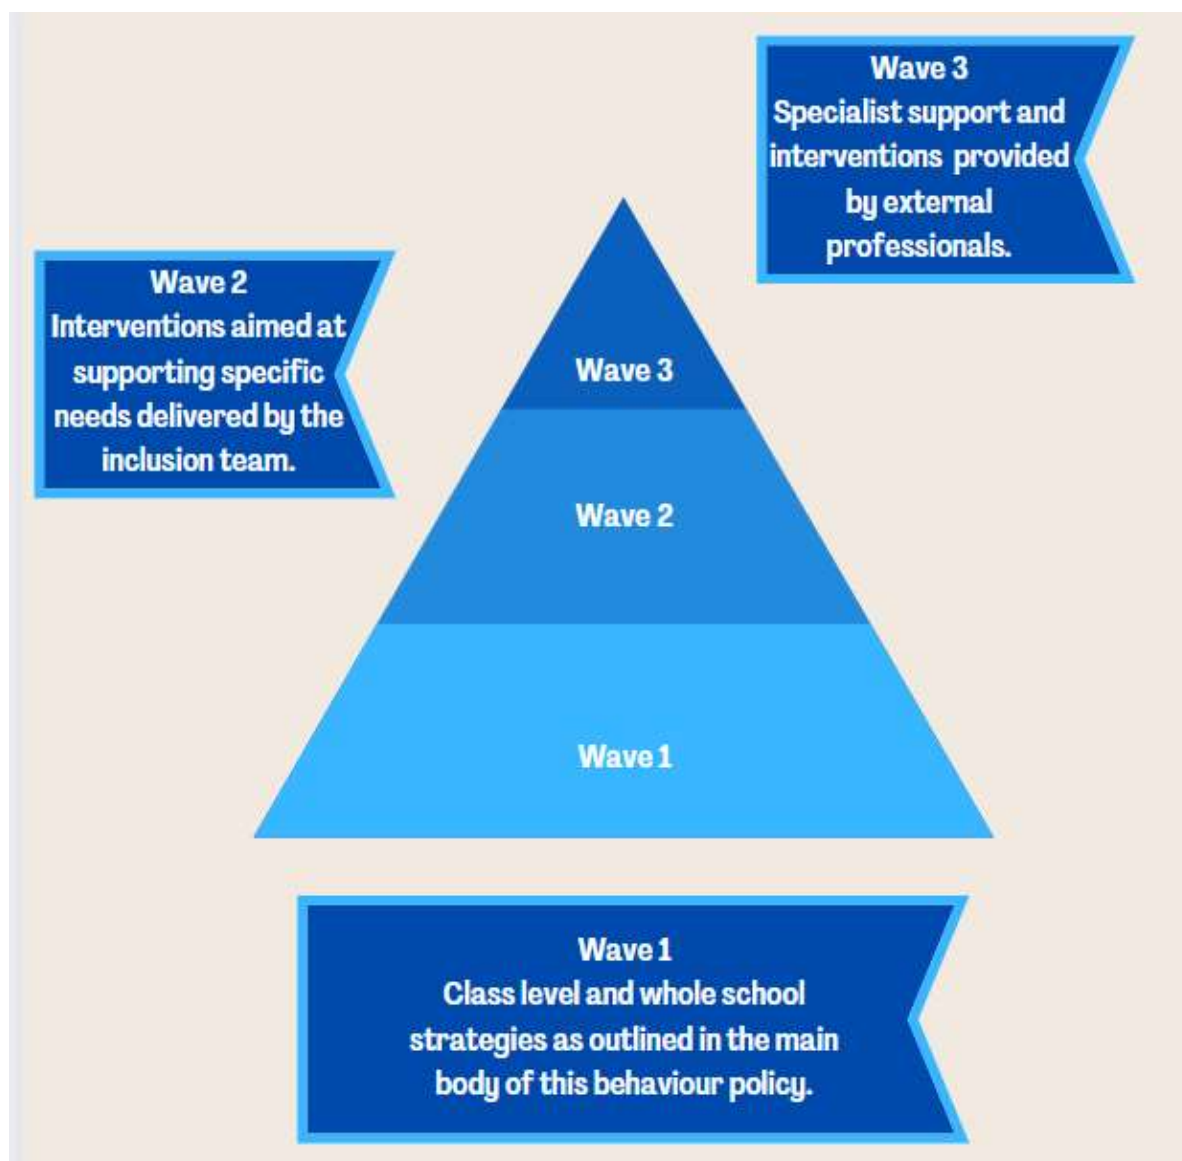 Wave 3
Specialist support and
interventions provided
by external
professionals.
Wave 2
Interventions aimed at
supporting specific
needs delivered by the
inclusion team.
Wave 3
Wave 2
Wave 1
Wave 1
Class level and whole school
strategies as outlined in the main
body of this behaviour policy.